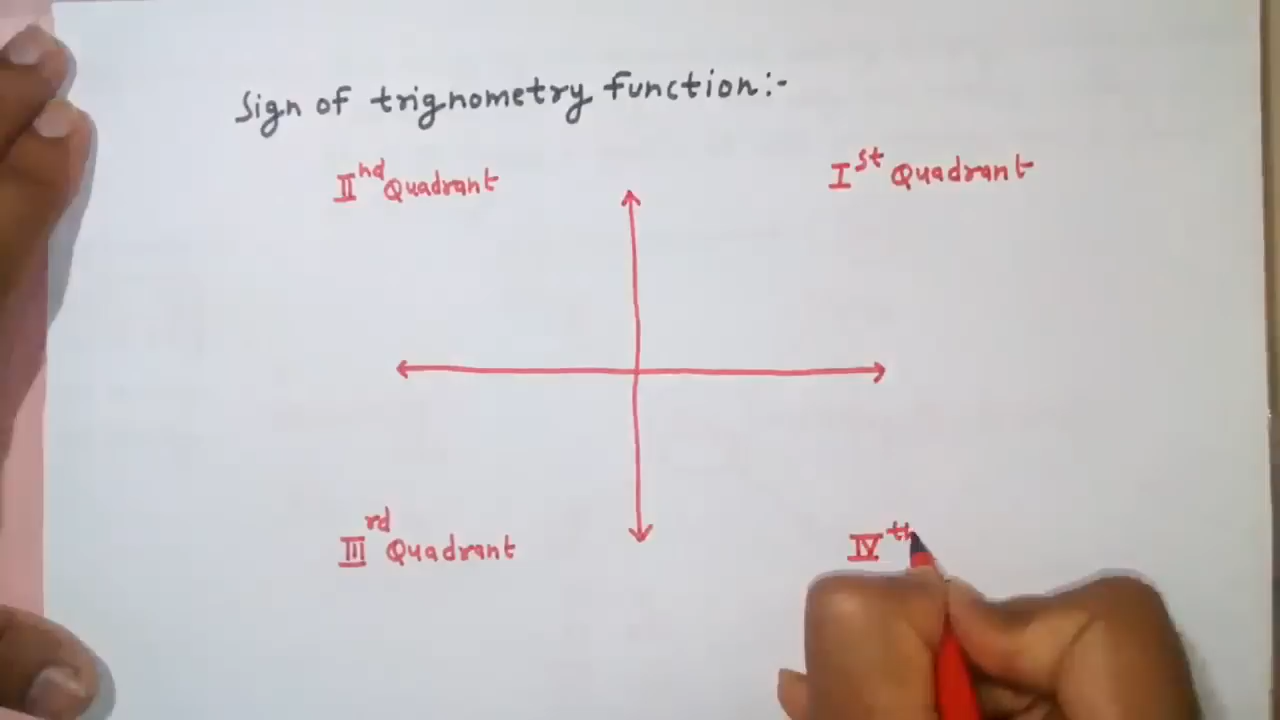 Sign of trignometry function:-
IInd Quadrant
Ist Quadrant
IIIrd Quadrant
IVth